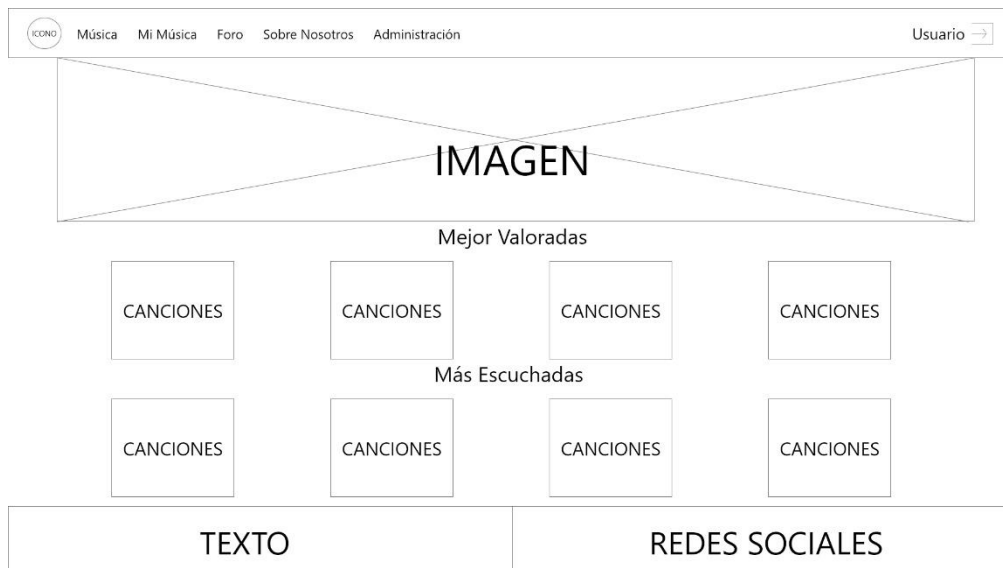 ICONO Música Mi Música Foro Sobre Nosotros Administración Usuario
IMAGEN
Mejor Valoradas
CANCIONES CANCIONES CANCIONES CANCIONES
Más Escuchadas
CANCIONES CANCIONES CANCIONES CANCIONES
TEXTO REDES SOCIALES